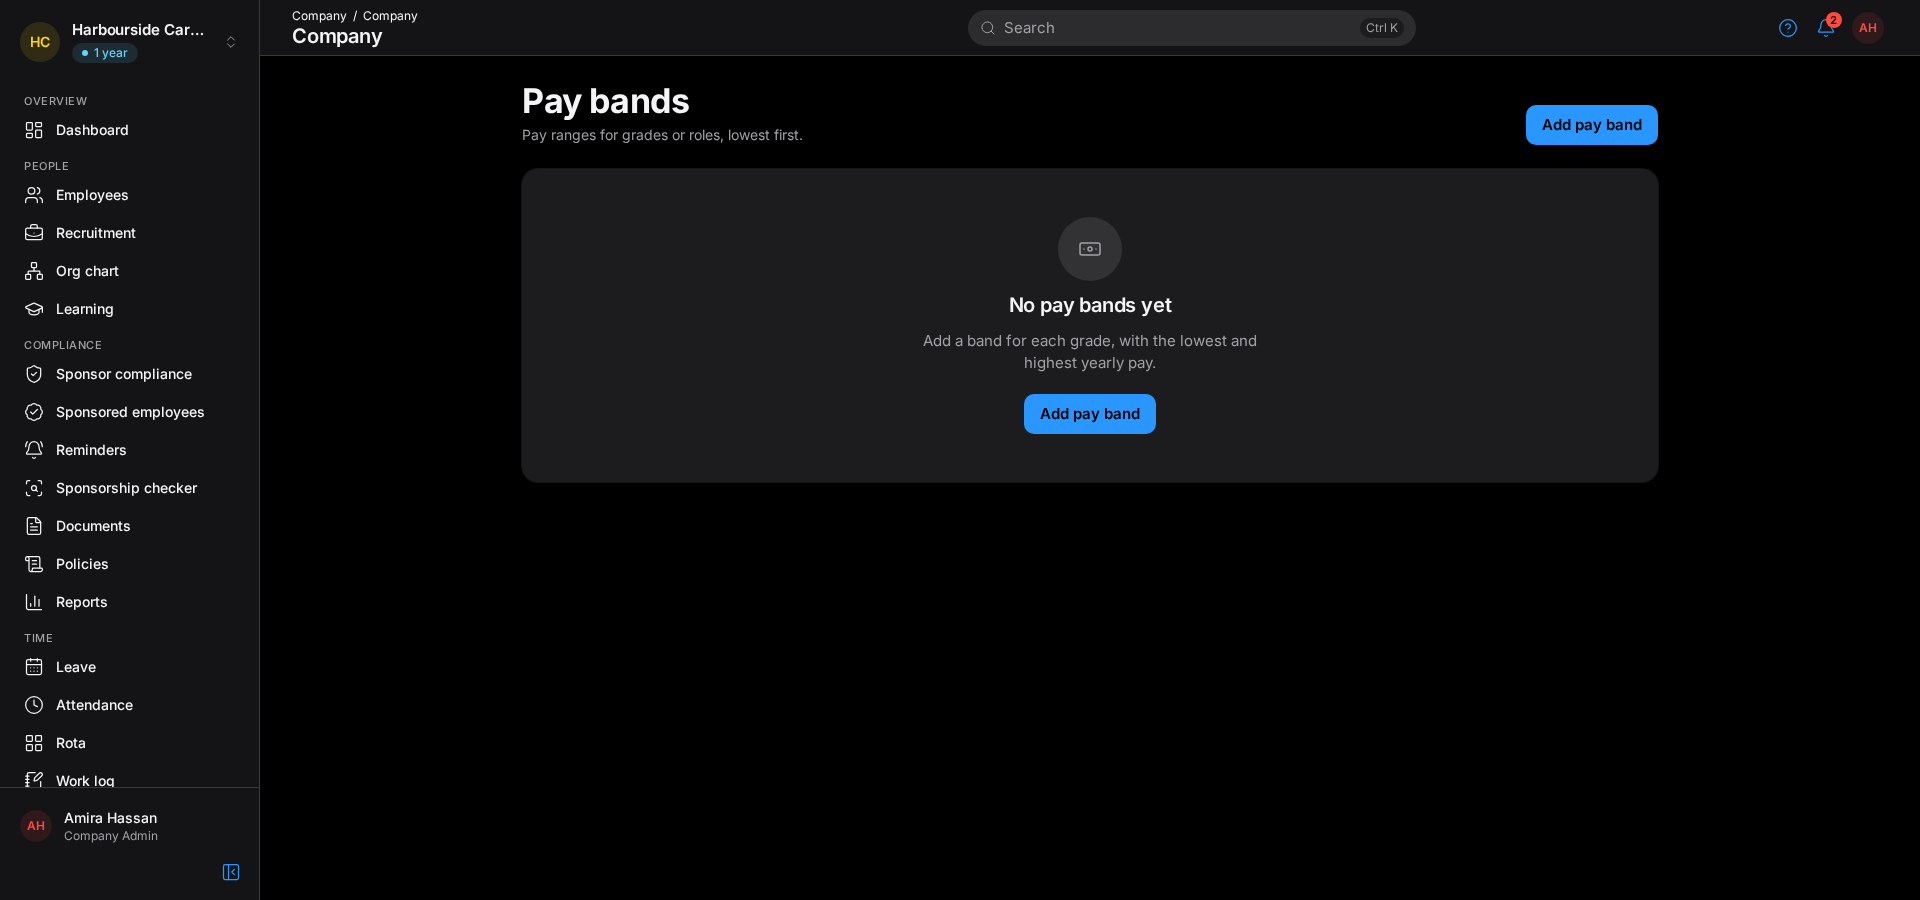 HC
Harbourside Car...
1 year
OVERVIEW
Dashboard
PEOPLE
Employees
Recruitment
Org chart
Learning
COMPLIANCE
Sponsor compliance
Sponsored employees
Reminders
Sponsorship checker
Documents
Policies
Reports
TIME
Leave
Attendance
Rota
Work log
AH
Amira Hassan
Company Admin
Company / Company
Company
Search
Ctrl K
2
AH
Pay bands
Pay ranges for grades or roles, lowest first.
Add pay band
No pay bands yet
Add a band for each grade, with the lowest and
highest yearly pay.
Add pay band